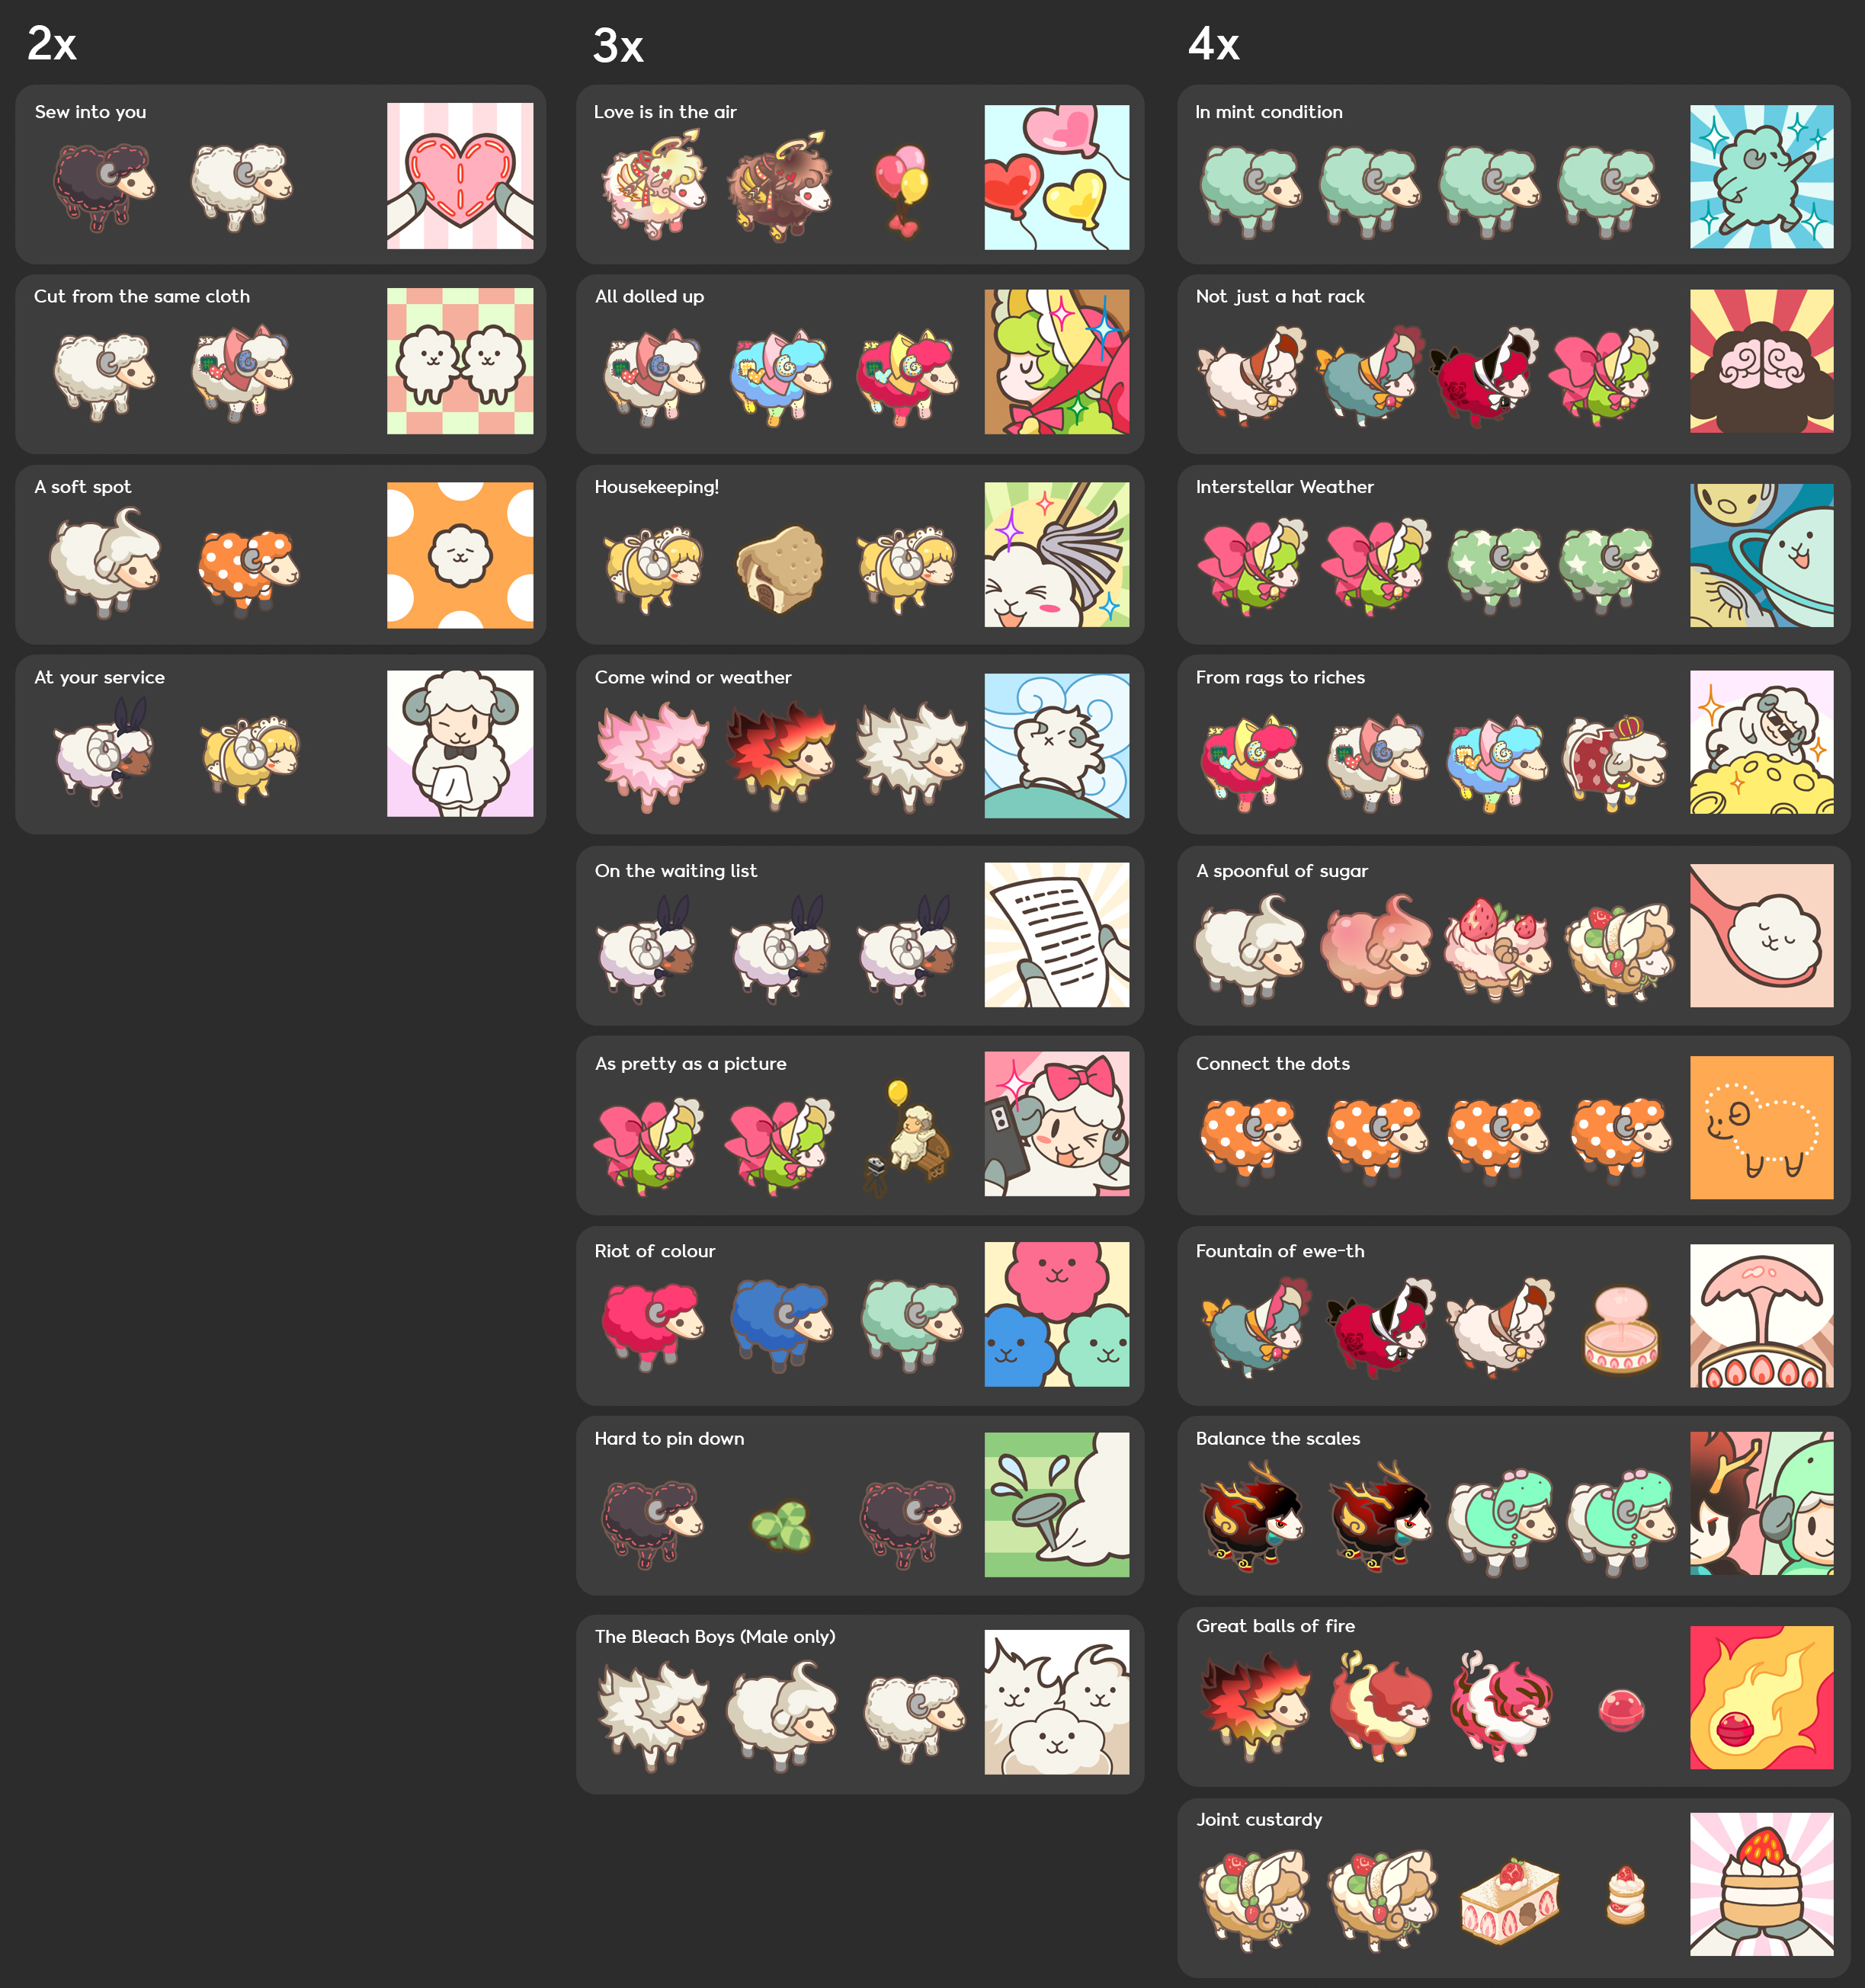 2x
Sew into you
Cut from the same cloth
A soft spot
At your service
3x
Love is in the air
All dolled up
Housekeeping!
Come wind or weather
On the waiting list
As pretty as a picture
Riot of colour
Hard to pin down
The Bleach Boys (Male only)
4x
In mint condition
Not just a hat rack
Interstellar Weather
From rags to riches
A spoonful of sugar
Connect the dots
Fountain of ewe-th
Balance the scales
Great balls of fire
Joint custardy